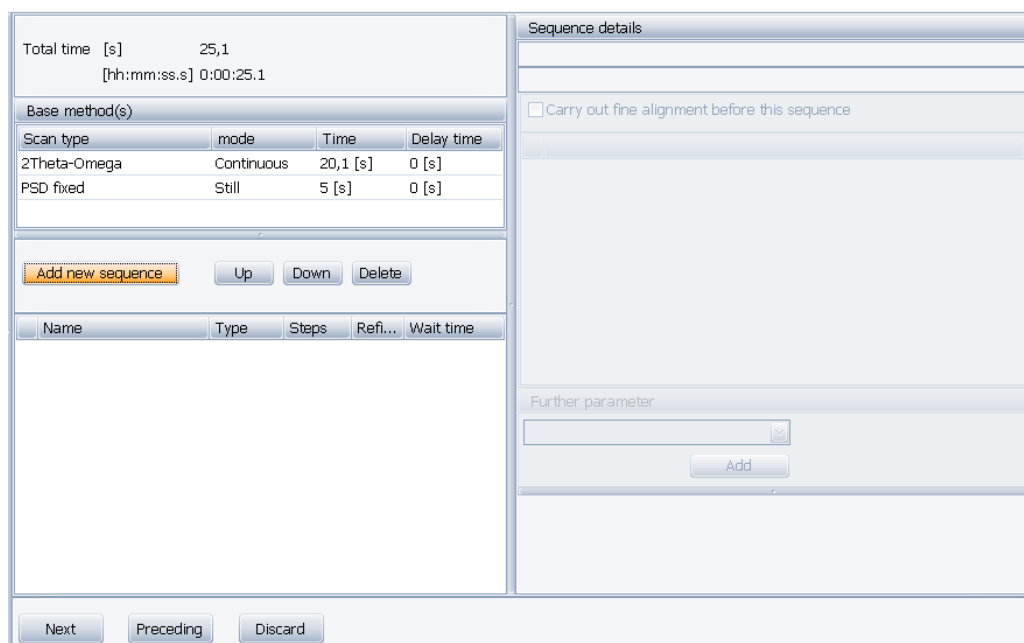 Total time [s] 25,1
[hh:mm:ss.s] 0:00:25.1
Base method(s)
Scan type mode Time Delay time
2Theta-Omega Continuous 20,1 [s] 0 [s]
PSD fixed Still 5 [s] 0 [s]
Add new sequence Up Down Delete
Name Type Steps Refi... Wait time
Next Preceding Discard
Sequence details
Carry out fine alignment before this sequence
Further parameter
Add